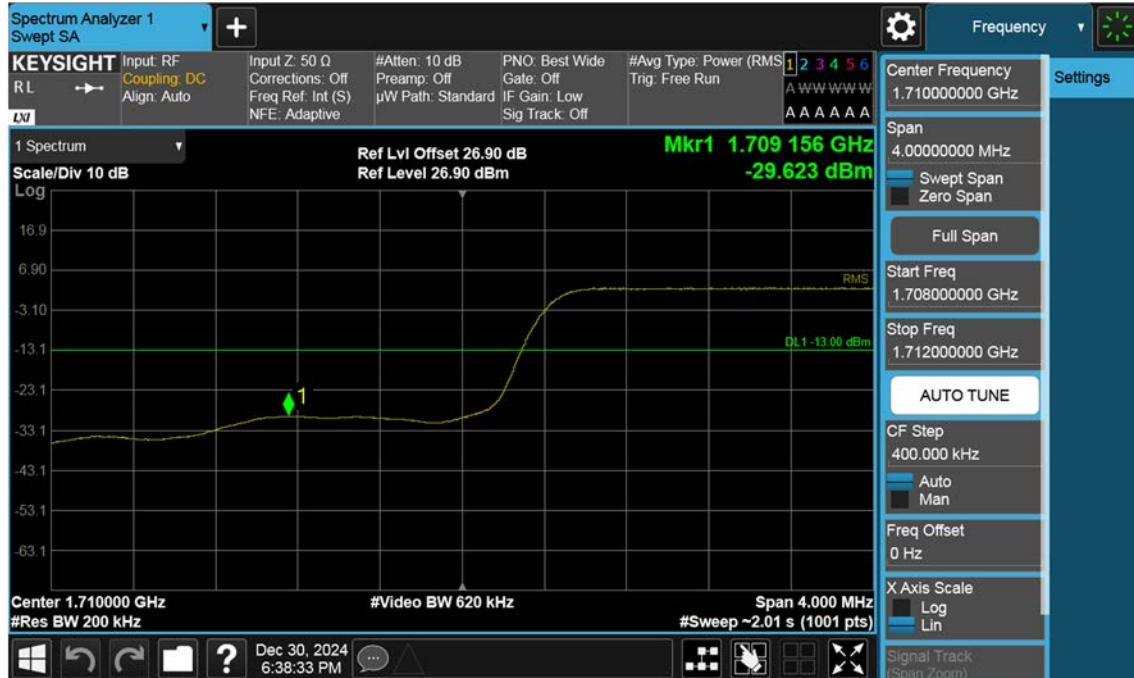 Spectrum Analyzer 1
Swept SA
+
Frequency
KEYSIGHT
RL
LXI
Input: RF
Coupling: DC
Align: Auto
Input Z: 50 Ω
Corrections: Off
Freq Ref: Int (S)
NFE: Adaptive
#Atten: 10 dB
Preamp: Off
µW Path: Standard
PNO: Best Wide
Gate: Off
IF Gain: Low
Sig Track: Off
#Avg Type: Power (RMS
Trig: Free Run
1 2 3 4 5 6
A W W W W W
A A A A A A
1 Spectrum
Scale/Div 10 dB
Log
Ref Lvl Offset 26.90 dB
Ref Level 26.90 dBm
Mkr1 1.709 156 GHz
-29.623 dBm
16.9
6.90
-3.10
-13.1
-23.1
-33.1
-43.1
-53.1
-63.1
RMS
DL1 -13.00 dBm
1
Center 1.710000 GHz
#Res BW 200 kHz
#Video BW 620 kHz
Span 4.000 MHz
#Sweep ~2.01 s (1001 pts)
Dec 30, 2024
6:38:33 PM
?
Center Frequency
1.710000000 GHz
Settings
Span
4.00000000 MHz
Swept Span
Zero Span
Full Span
Start Freq
1.708000000 GHz
Stop Freq
1.712000000 GHz
AUTO TUNE
CF Step
400.000 kHz
Auto
Man
Freq Offset
0 Hz
X Axis Scale
Log
Lin
Signal Track
(Span Zoom)